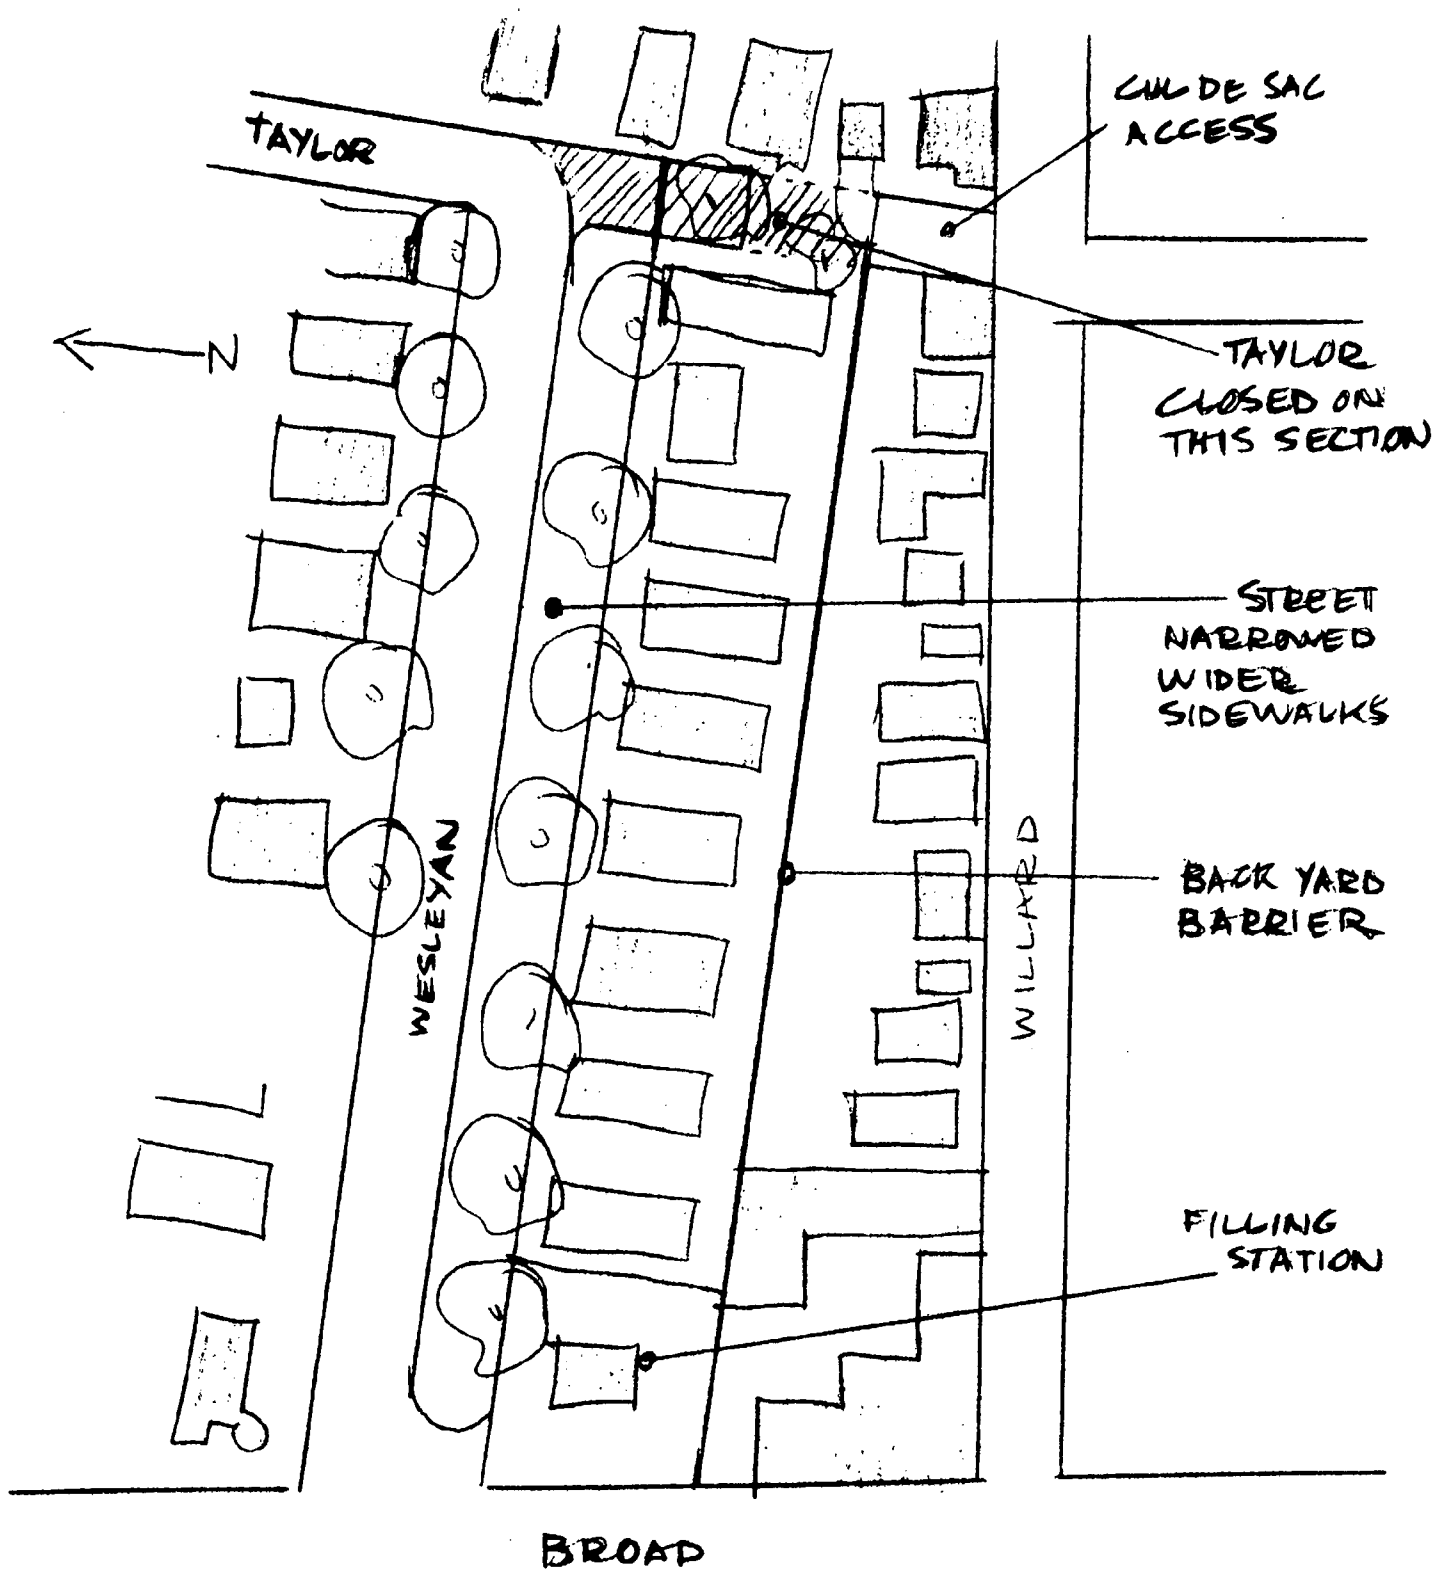 CUL DE SAC
ACCESS
TAYLOR
N
TAYLOR
CLOSED ON
THIS SECTION
STREET
NARROWED
WIDER
SIDEWALKS
WESLEYAN
WILLARD
BACK YARD
BARRIER
FILLING
STATION
BROAD